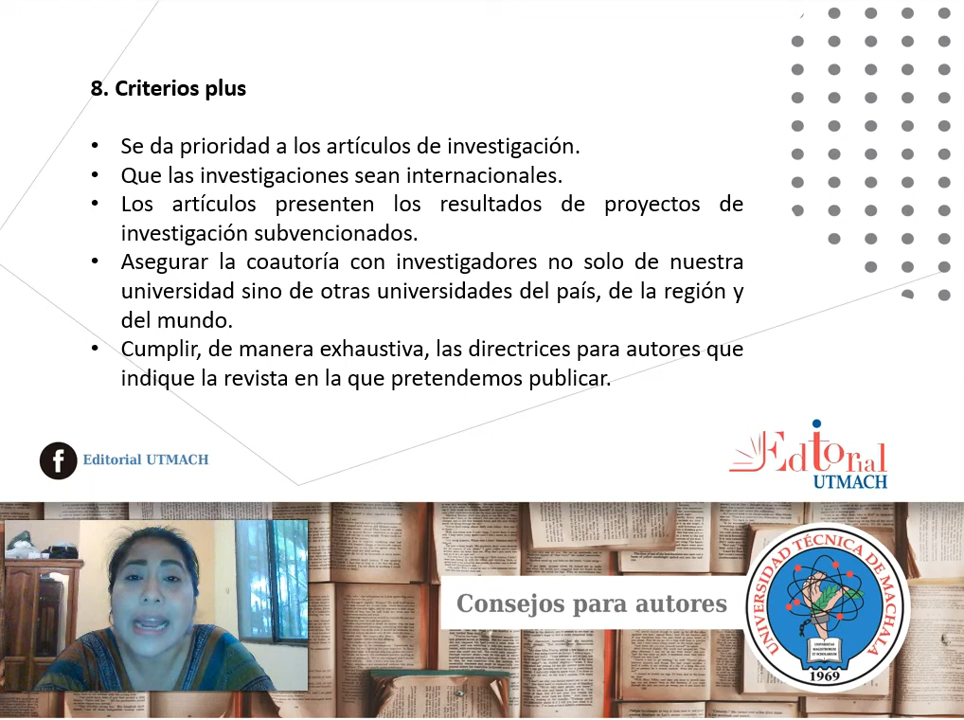 8. Criterios plus
• Se da prioridad a los artículos de investigación.
• Que las investigaciones sean internacionales.
• Los artículos presenten los resultados de proyectos de
investigación subvencionados.
• Asegurar la coautoría con investigadores no solo de nuestra
universidad sino de otras universidades del país, de la región y
del mundo.
• Cumplir, de manera exhaustiva, las directrices para autores que
indique la revista en la que pretendemos publicar.
f Editorial UTMACH
Editorial
UTMACH
Consejos para autores
UNIVERSIDAD TÉCNICA DE MACHALA
1969